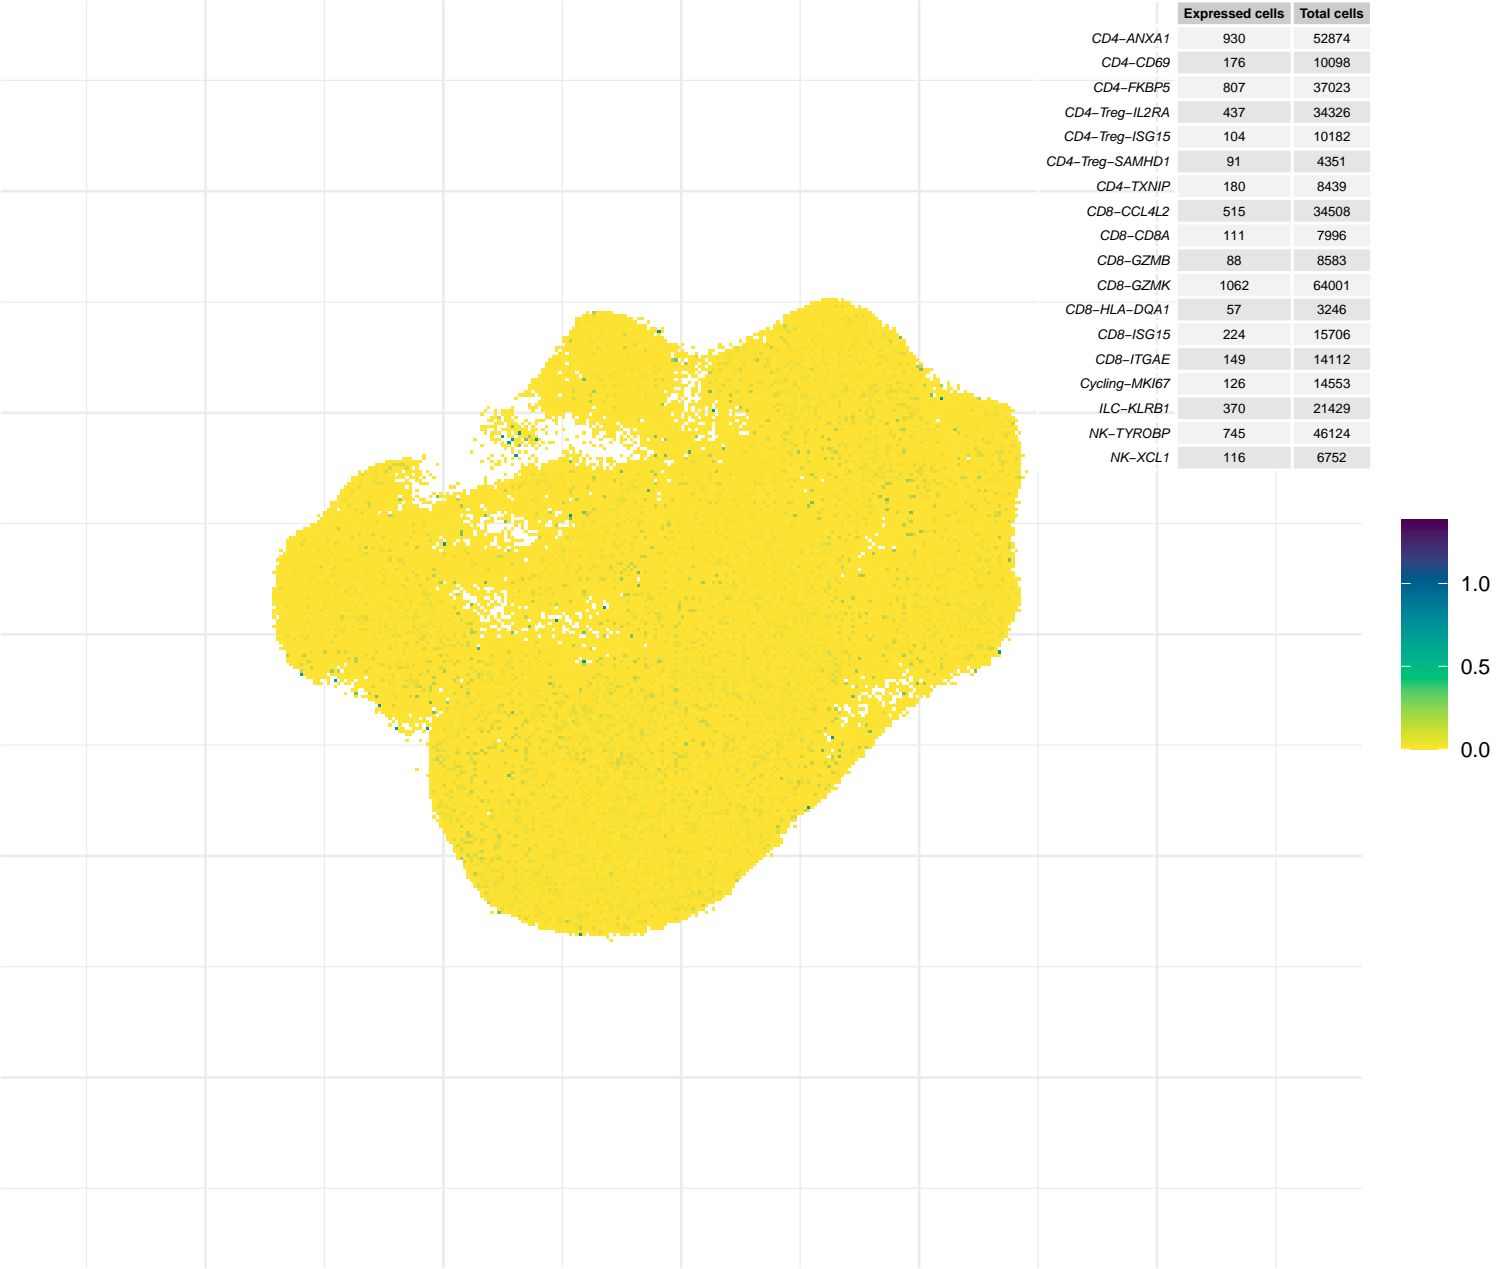 Expressed cells Total cells
CD4−ANXA1 930 52874
CD4−CD69 176 10098
CD4−FKBP5 807 37023
CD4−Treg−IL2RA 437 34326
CD4−Treg−ISG15 104 10182
CD4−Treg−SAMHD1 91 4351
CD4−TXNIP 180 8439
CD8−CCL4L2 515 34508
CD8−CD8A 111 7996
CD8−GZMB 88 8583
CD8−GZMK 1062 64001
CD8−HLA−DQA1 57 3246
CD8−ISG15 224 15706
CD8−ITGAE 149 14112
Cycling−MKI67 126 14553
ILC−KLRB1 370 21429
NK−TYROBP 745 46124
NK−XCL1 116 6752
1.0
0.5
0.0